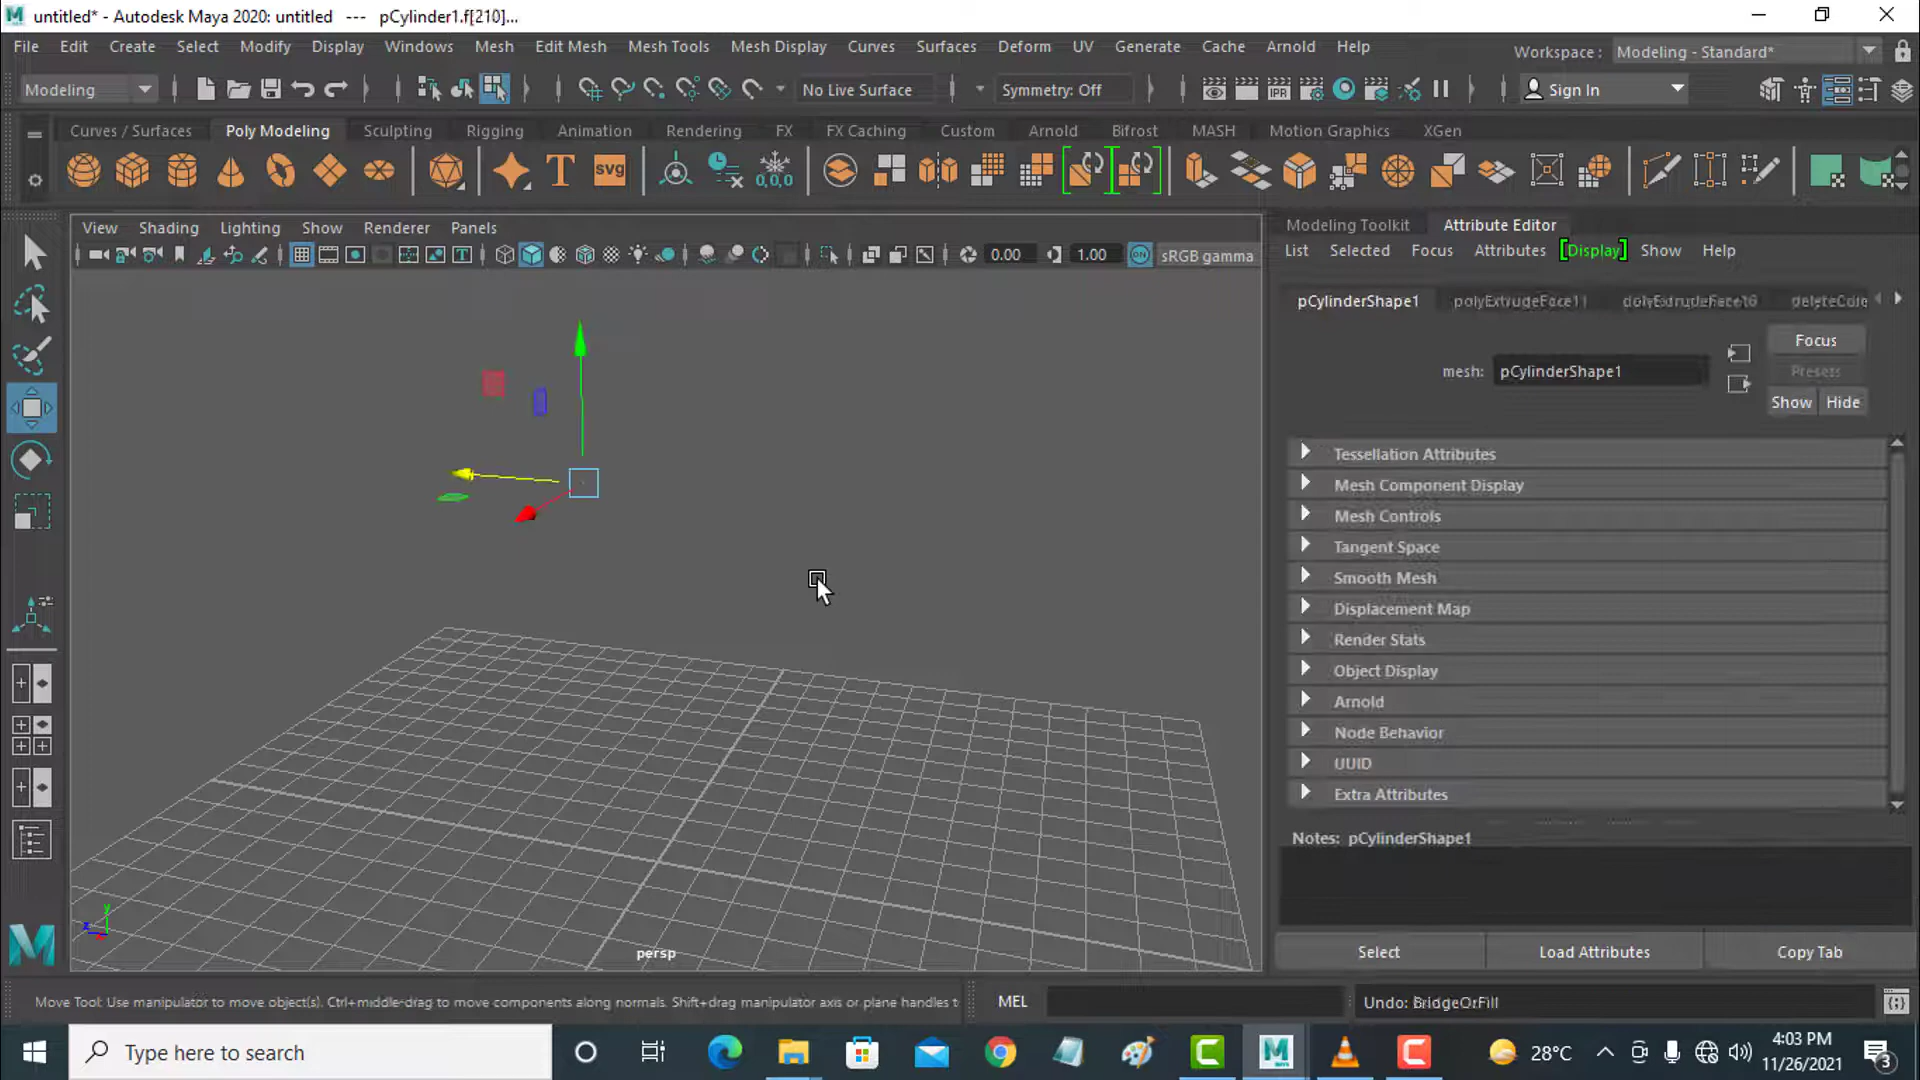 untitled* - Autodesk Maya 2020: untitled --- pCylinder1.f[210]...
File Edit Create Select Modify Display Windows Mesh Edit Mesh Mesh Tools Mesh Display Curves Surfaces Deform UV Generate Cache Arnold Help
Workspace : Modeling - Standard*
Modeling No Live Surface Symmetry: Off IPR Sign In
Curves / Surfaces Poly Modeling Sculpting Rigging Animation Rendering FX FX Caching Custom Arnold Bifrost MASH Motion Graphics XGen
T SVG 0,0,0
View Shading Lighting Show Renderer Panels
0.00 1.00 ON sRGB gamma
Modeling Toolkit Attribute Editor
List Selected Focus Attributes [Display] Show Help
pCylinderShape1 polyExtrudeFace11
Focus
mesh: pCylinderShape1
Presets
Show Hide
Tessellation Attributes
Mesh Component Display
Mesh Controls
Tangent Space
Smooth Mesh
Displacement Map
Render Stats
Object Display
Arnold
Node Behavior
UUID
Extra Attributes
Notes: pCylinderShape1
Select Load Attributes Copy Tab
y
z
persp
Move Tool: Use manipulator to move object(s). Ctrl+middle-drag to move components along normals. Shift+drag manipulator axis or plane handles t
MEL
Undo: BridgeOrFill
Type here to search
28°C
4:03 PM
11/26/2021
3